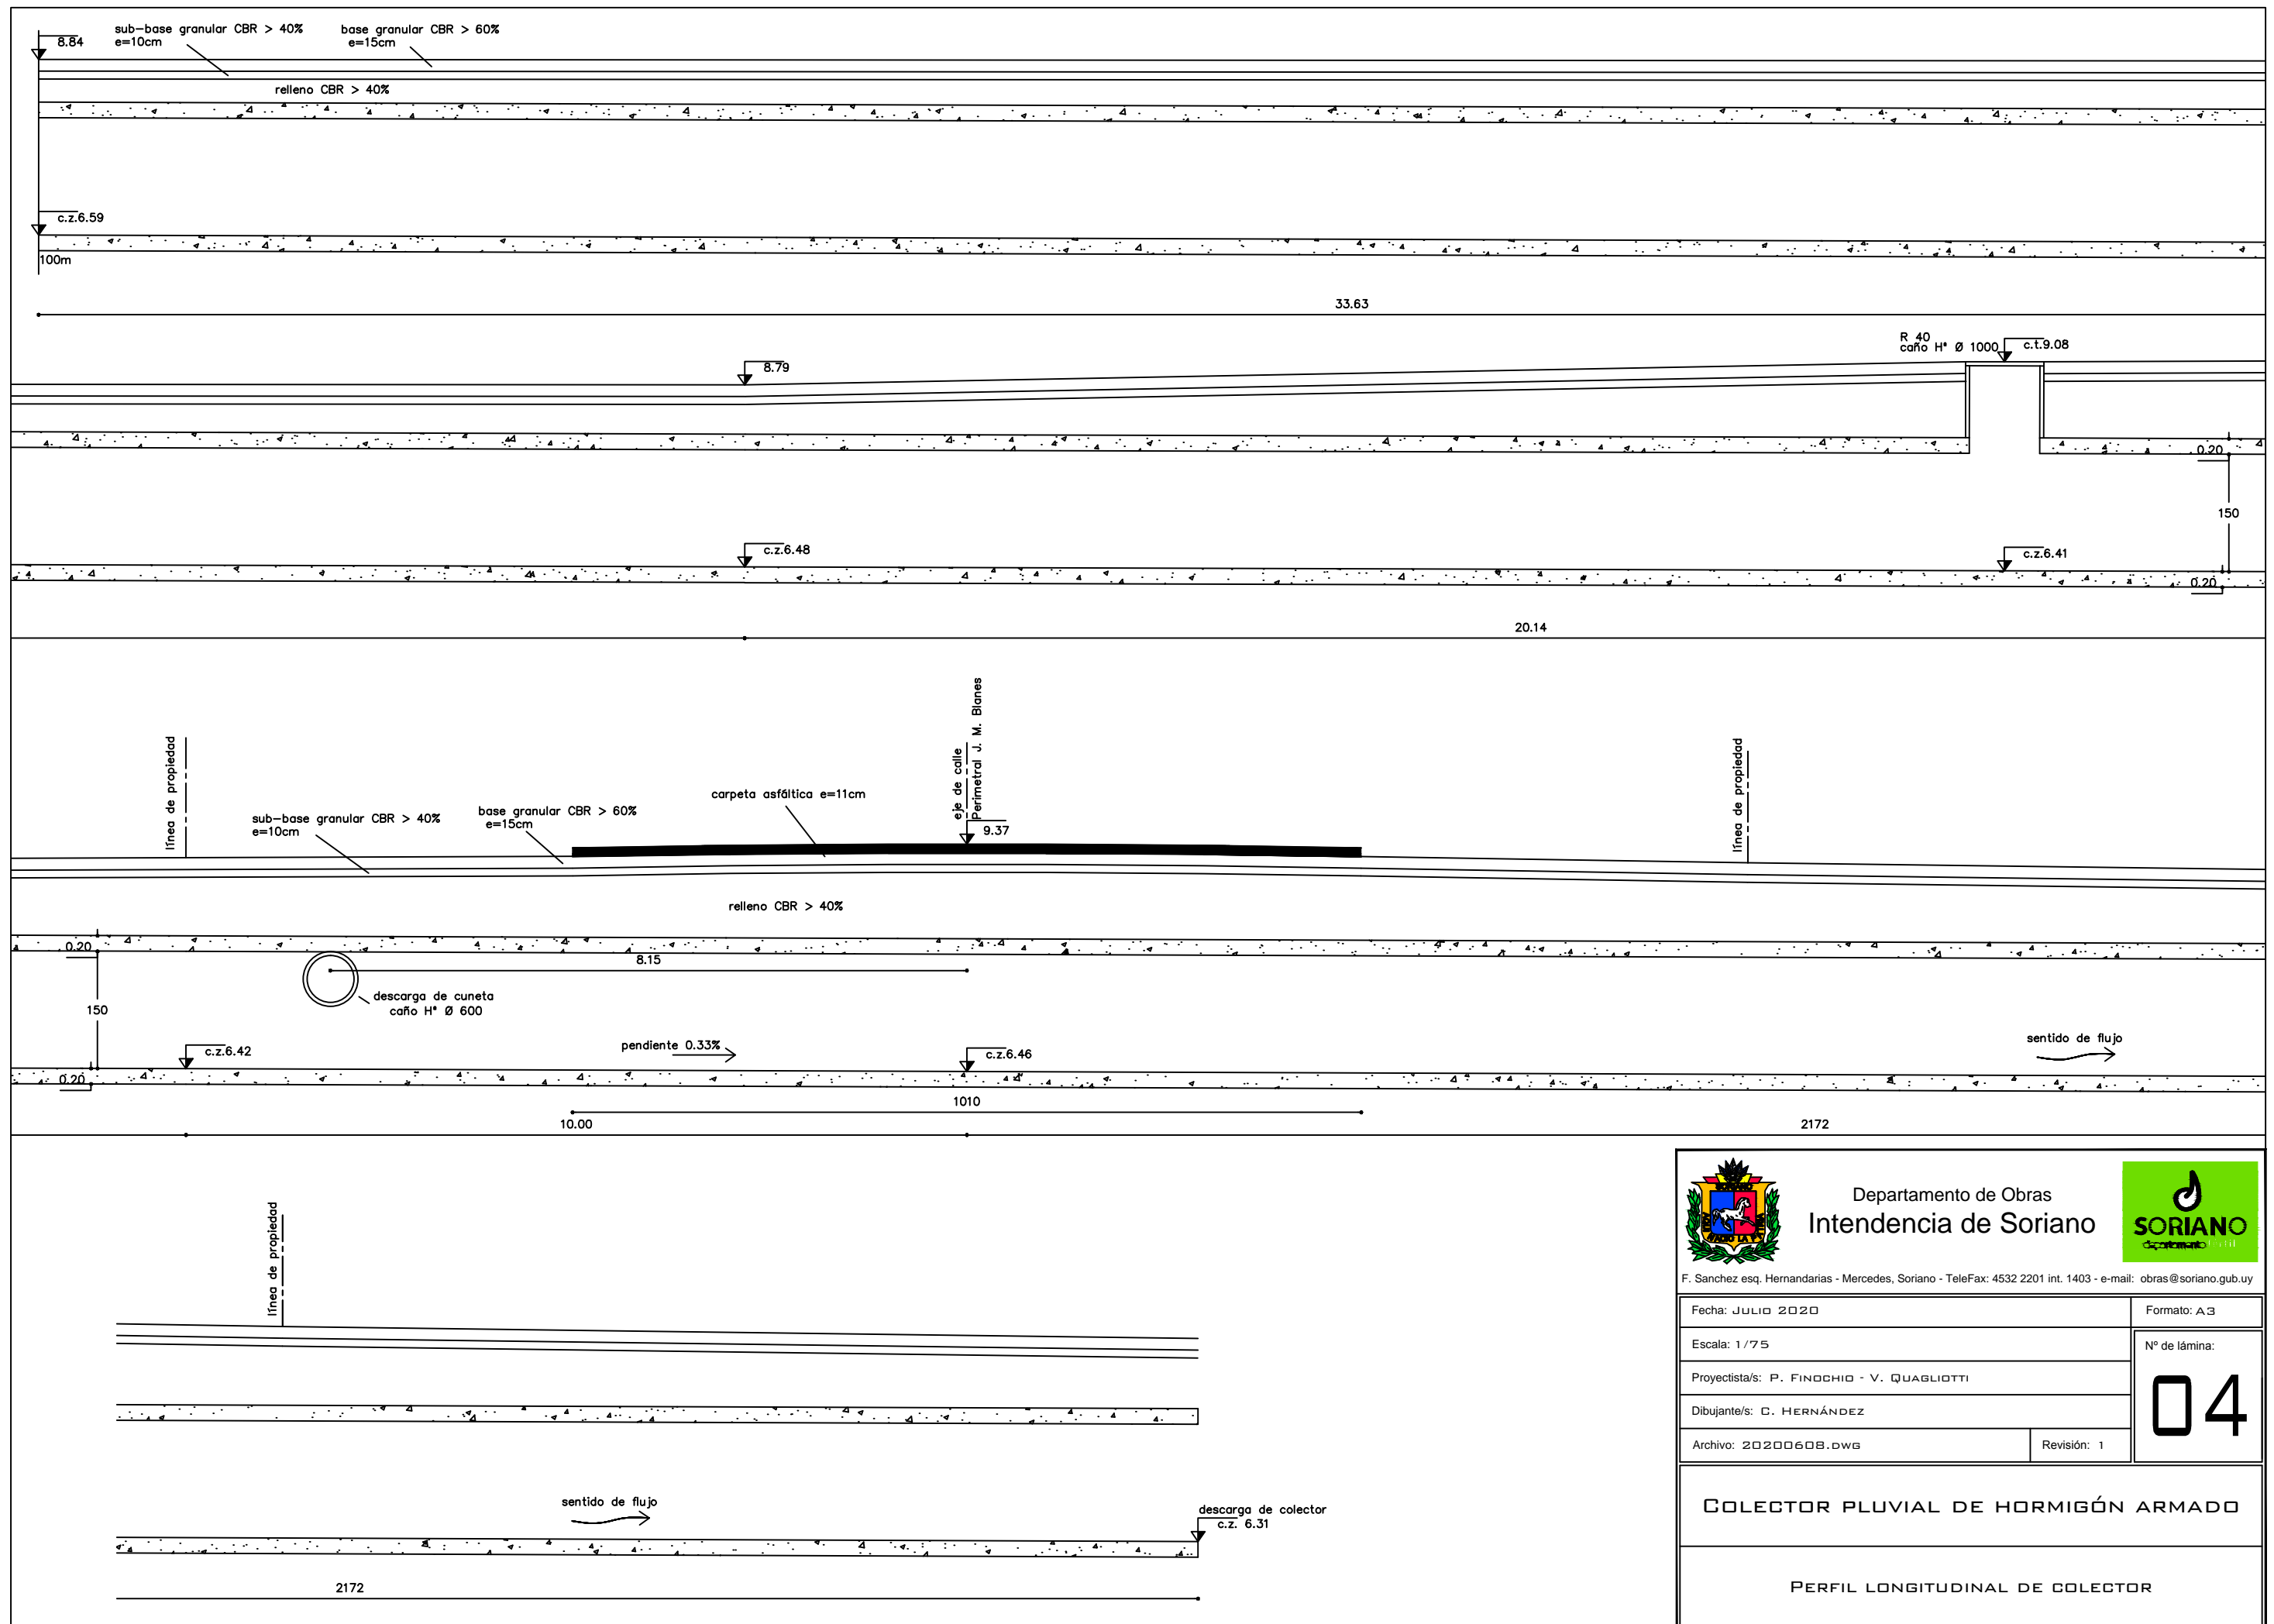 sub-base granular CBR > 40%
e=10cm
base granular CBR > 60%
e=15cm
8.84
relleno CBR > 40%
c.z.6.59
100m
33.63
R 40
caño Hº Ø 1000
c.t.9.08
8.79
0.20
150
c.z.6.48
c.z.6.41
0.20
20.14
línea de propiedad
eje de calle
Perimetral J. M. Blanes
línea de propiedad
sub-base granular CBR > 40%
e=10cm
base granular CBR > 60%
e=15cm
carpeta asfáltica e=11cm
9.37
relleno CBR > 40%
0.20
8.15
descarga de cuneta
caño Hº Ø 600
150
c.z.6.42
pendiente 0.33%
c.z.6.46
sentido de flujo
0.20
1010
10.00
2172
línea de propiedad
sentido de flujo
descarga de colector
c.z. 6.31
2172
SORIANO
Departamento de Obras
Intendencia de Soriano
SORIANO
departamento
F. Sanchez esq. Hernandarias - Mercedes, Soriano - TeleFax: 4532 2201 int. 1403 - e-mail: obras@soriano.gub.uy
Fecha: Julio 2020
Formato: A3
Escala: 1/75
Nº de lámina:
04
Proyectista/s: P. Finochio - V. Quagliotti
Dibujante/s: C. Hernández
Archivo: 20200608.dwg
Revisión: 1
Colector pluvial de hormigón armado
Perfil longitudinal de colector